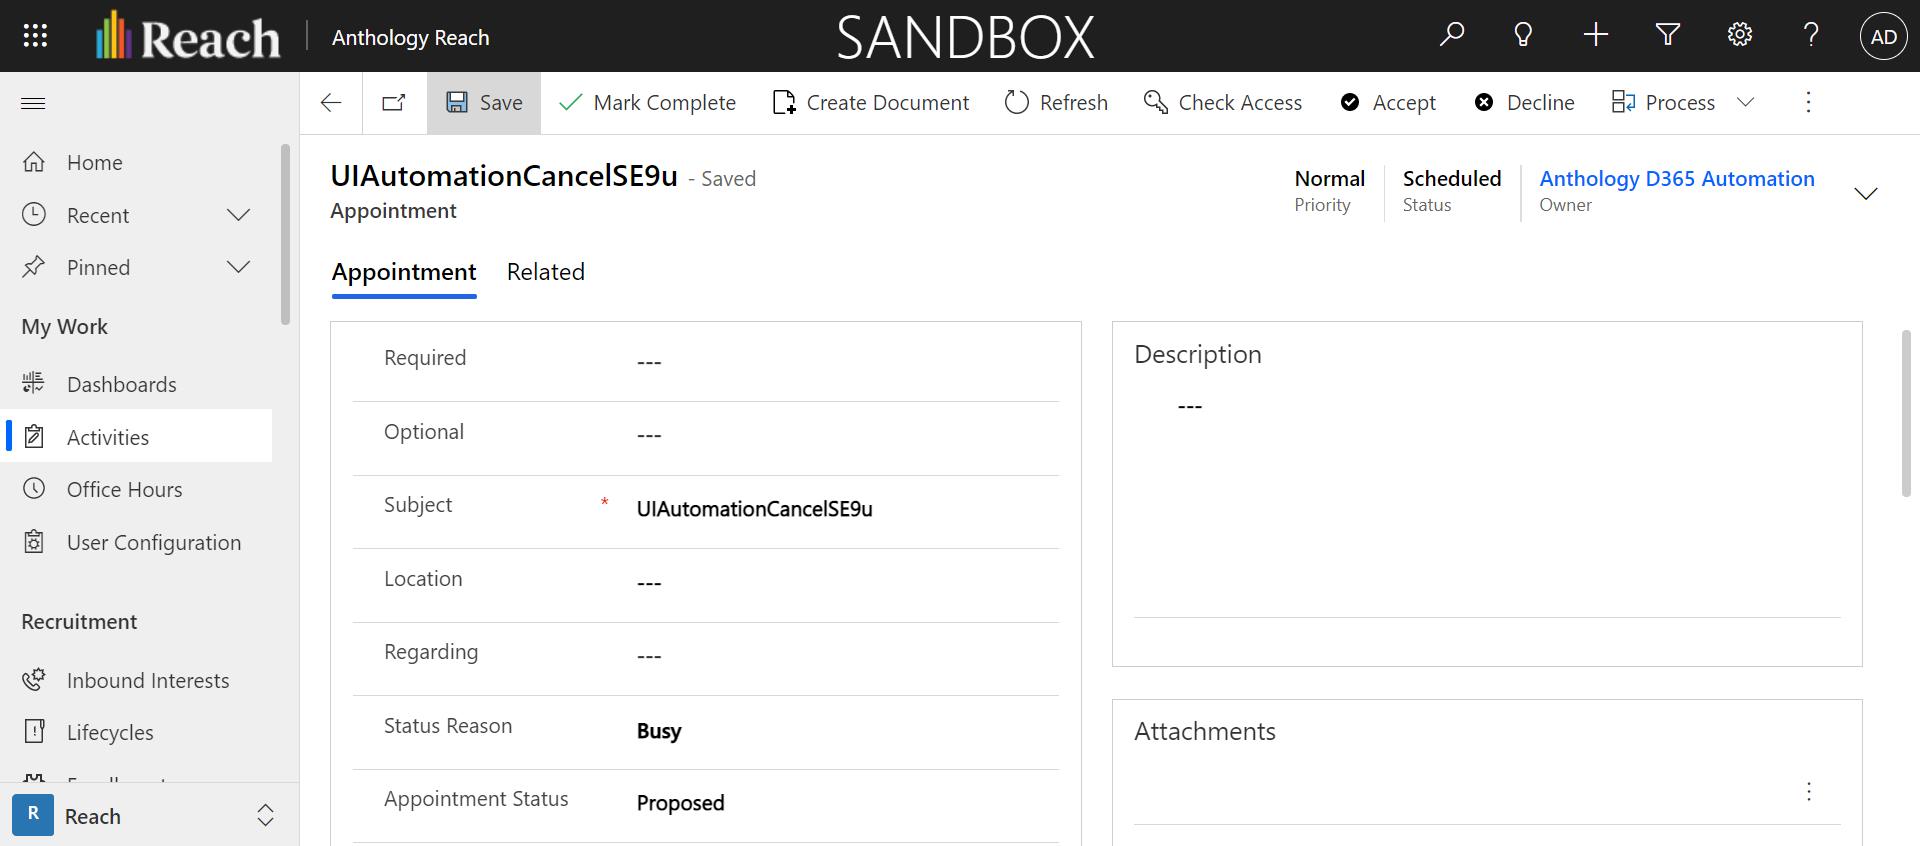 Reach
Anthology Reach
SANDBOX
AD
Save
Mark Complete
Create Document
Refresh
Check Access
Accept
Decline
Process
Home
Recent
Pinned
My Work
Dashboards
Activities
Office Hours
User Configuration
Recruitment
Inbound Interests
Lifecycles
R
Reach
UIAutomationCancelSE9u - Saved
Appointment
Normal
Priority
Scheduled
Status
Anthology D365 Automation
Owner
Appointment
Related
Required ---
Optional ---
Subject * UIAutomationCancelSE9u
Location ---
Regarding ---
Status Reason Busy
Appointment Status Proposed
Description
---
Attachments